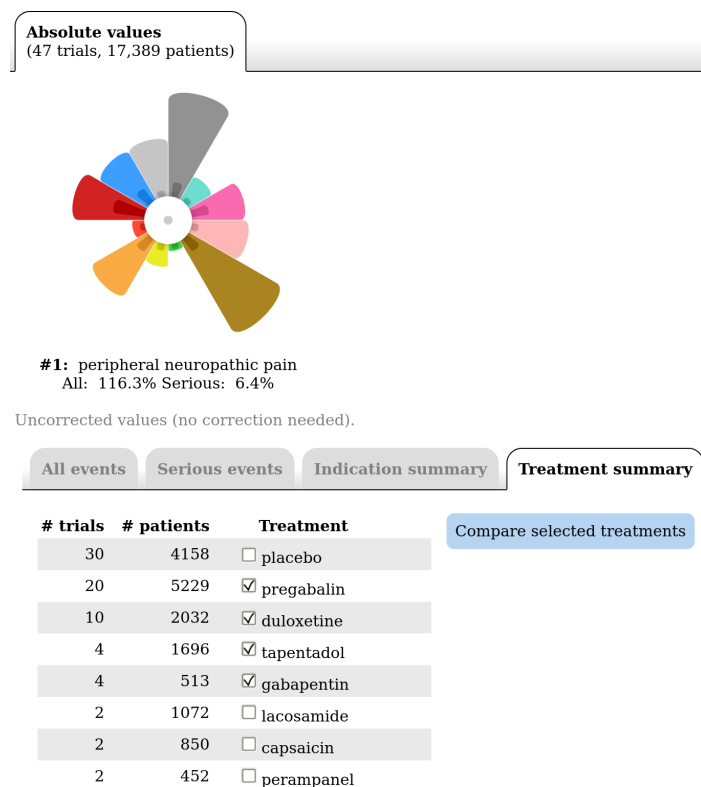 Absolute values
(47 trials, 17,389 patients)
#1: peripheral neuropathic pain
All: 116.3% Serious: 6.4%
Uncorrected values (no correction needed).
All events Serious events Indication summary Treatment summary
# trials # patients Treatment
Compare selected treatments
30 4158 placebo
20 5229 pregabalin
10 2032 duloxetine
4 1696 tapentadol
4 513 gabapentin
2 1072 lacosamide
2 850 capsaicin
2 452 perampanel